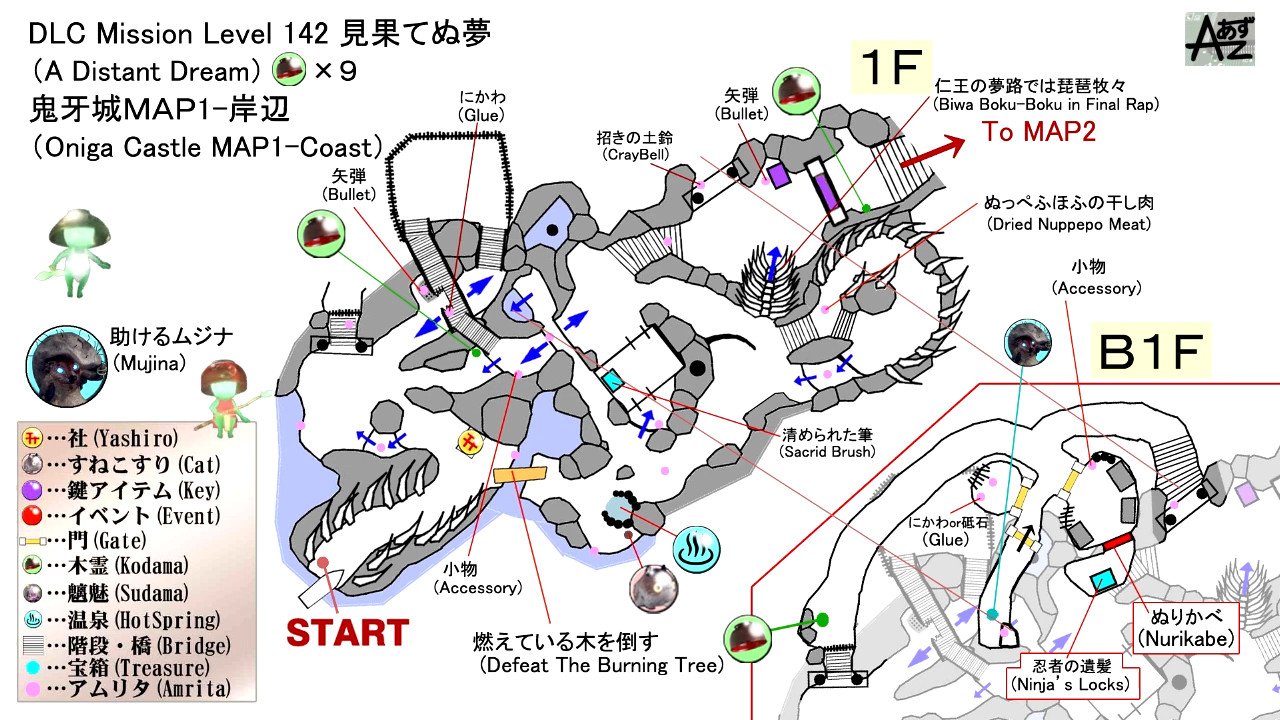 DLC Mission Level 142 見果てぬ夢
(A Distant Dream) ×9
鬼牙城MAP1-岸辺
(Oniga Castle MAP1-Coast)
あず
AZ
1F
にかわ
(Glue)
矢弾
(Bullet)
招きの土鈴
(CrayBell)
矢弾
(Bullet)
仁王の夢路では琵琶牧々
(Biwa Boku-Boku in Final Rap)
To MAP2
ぬっぺふほふの干し肉
(Dried Nuppepo Meat)
小物
(Accessory)
B1F
助けるムジナ
(Mujina)
…社(Yashiro)
…すねこすり(Cat)
…鍵アイテム(Key)
…イベント(Event)
…門(Gate)
…木霊(Kodama)
…魑魅(Sudama)
…温泉(HotSpring)
…階段・橋(Bridge)
…宝箱(Treasure)
…アムリタ(Amrita)
清められた筆
(Sacrid Brush)
START
小物
(Accessory)
燃えている木を倒す
(Defeat The Burning Tree)
にかわor砥石
(Glue)
ぬりかべ
(Nurikabe)
忍者の遺髪
(Ninja's Locks)